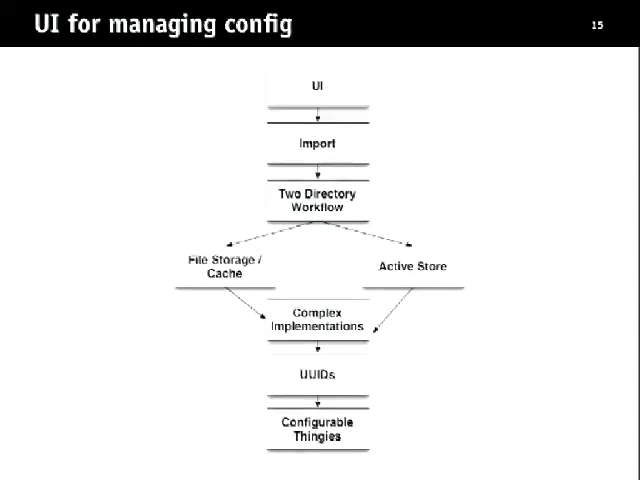 UI for managing config
15
UI
Import
Two Directory
Workflow
File Storage /
Cache
Active Store
Complex
Implementations
UUIDs
Configurable
Thingies